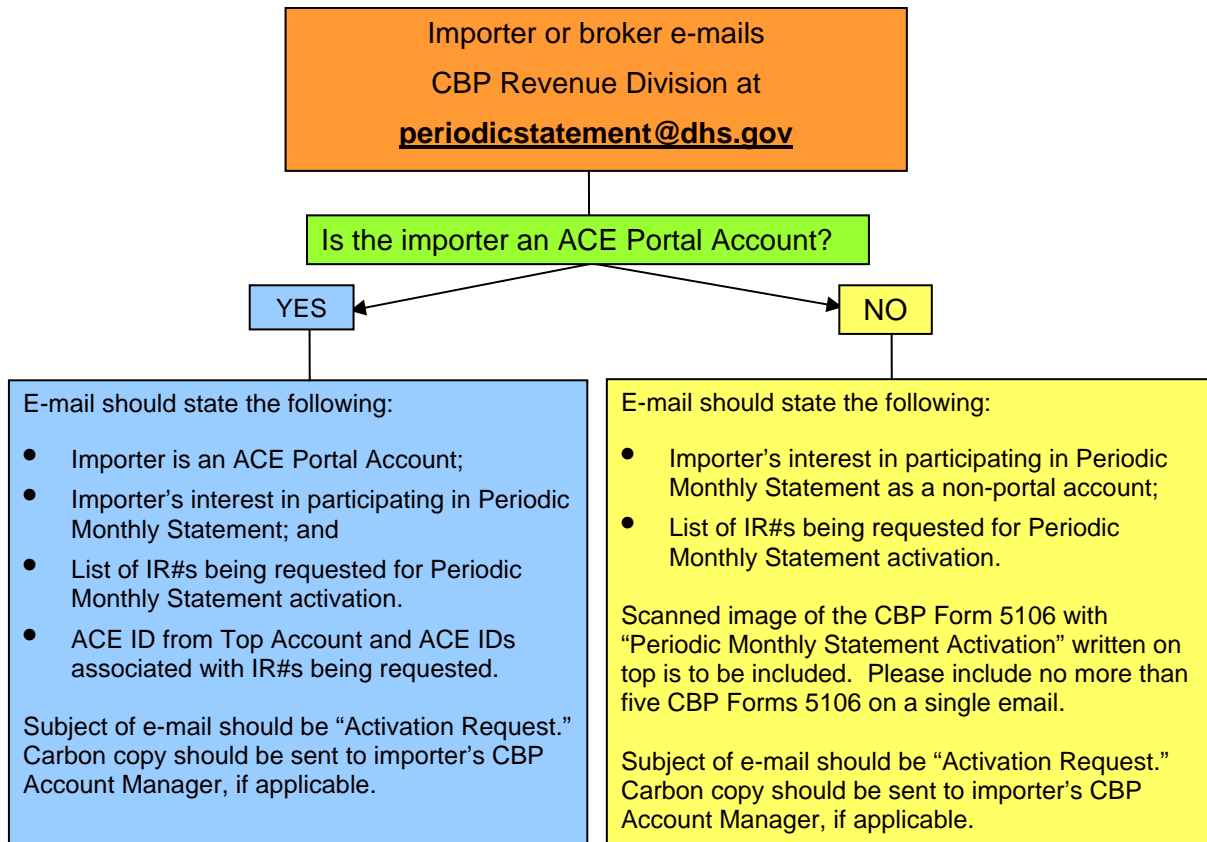 Importer or broker e-mails
CBP Revenue Division at
periodicstatement@dhs.gov
Is the importer an ACE Portal Account?
YES
NO
E-mail should state the following:
• Importer is an ACE Portal Account;
• Importer’s interest in participating in Periodic
Monthly Statement; and
• List of IR#s being requested for Periodic
Monthly Statement activation.
• ACE ID from Top Account and ACE IDs
associated with IR#s being requested.
Subject of e-mail should be “Activation Request.”
Carbon copy should be sent to importer’s CBP
Account Manager, if applicable.
E-mail should state the following:
• Importer’s interest in participating in Periodic
Monthly Statement as a non-portal account;
• List of IR#s being requested for Periodic
Monthly Statement activation.
Scanned image of the CBP Form 5106 with
“Periodic Monthly Statement Activation” written on
top is to be included.  Please include no more than
five CBP Forms 5106 on a single email.
Subject of e-mail should be “Activation Request.”
Carbon copy should be sent to importer’s CBP
Account Manager, if applicable.